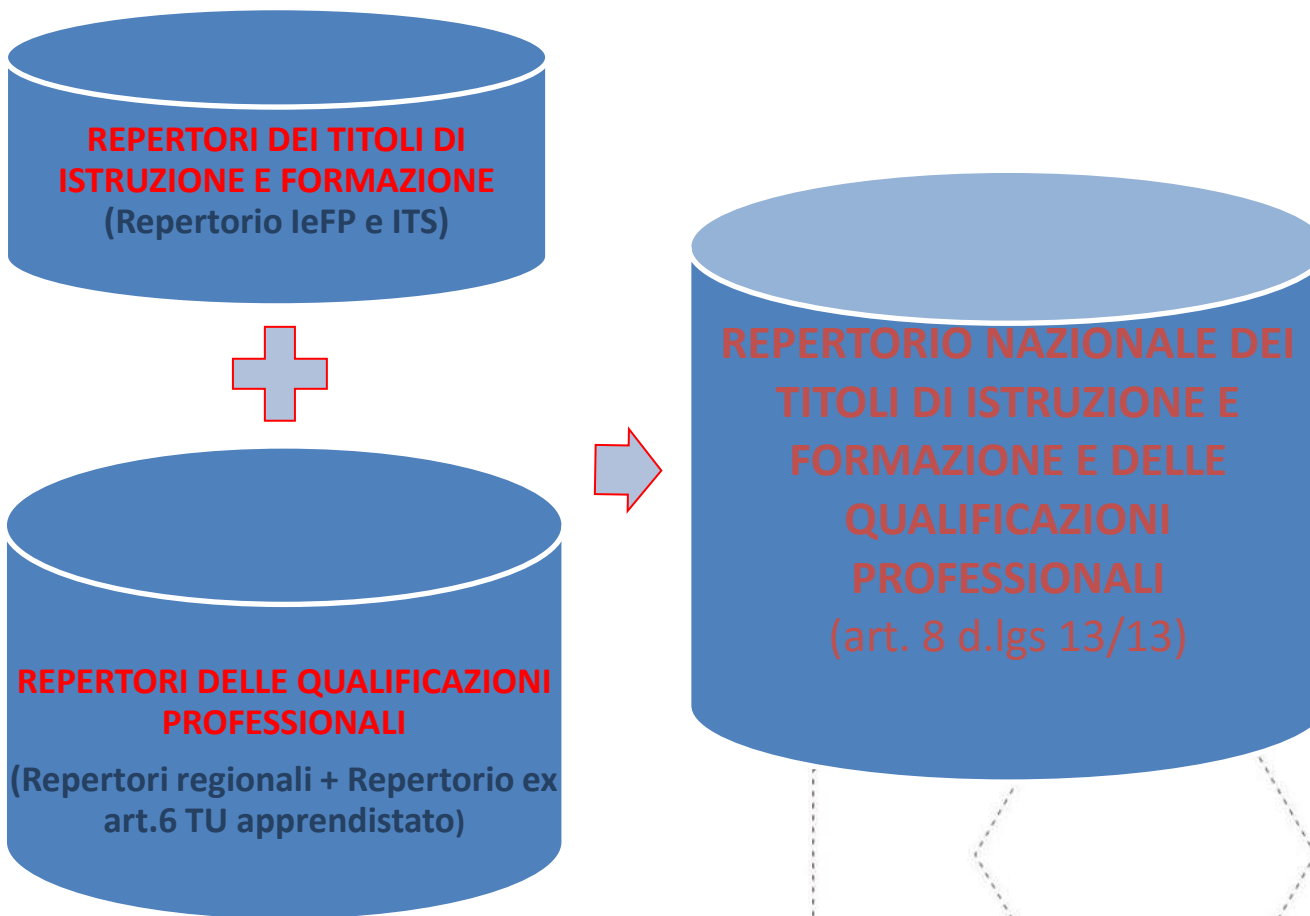 REPERTORI DEI TITOLI DI
ISTRUZIONE E FORMAZIONE
(Repertorio IeFP e ITS)
REPERTORI DELLE QUALIFICAZIONI
PROFESSIONALI
(Repertori regionali + Repertorio ex
art.6 TU apprendistato)
REPERTORIO NAZIONALE DEI
TITOLI DI ISTRUZIONE E
FORMAZIONE E DELLE
QUALIFICAZIONI
PROFESSIONALI
(art. 8 d.lgs 13/13)